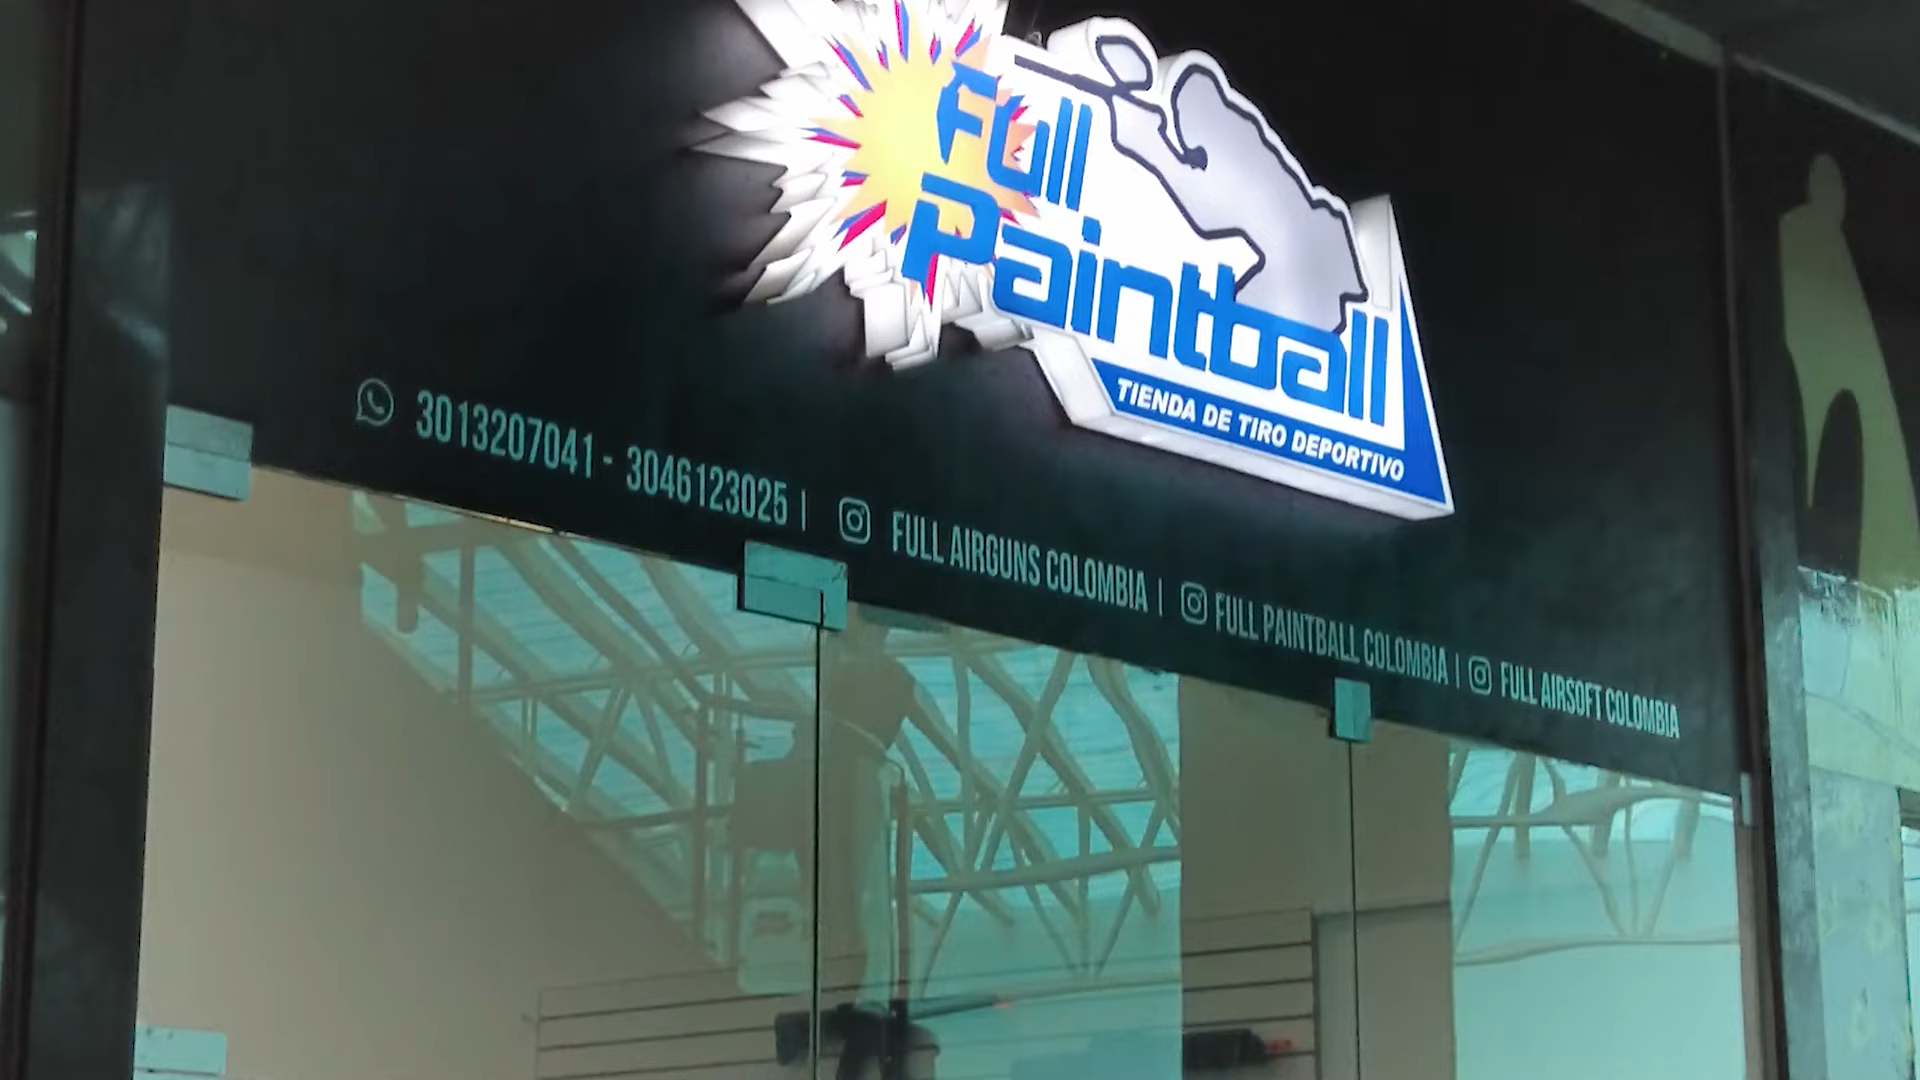 Full
Paintball
TIENDA DE TIRO DEPORTIVO
3013207041 - 3046123025 | FULL AIRGUNS COLOMBIA | FULL PAINTBALL COLOMBIA | FULL AIRSOFT COLOMBIA